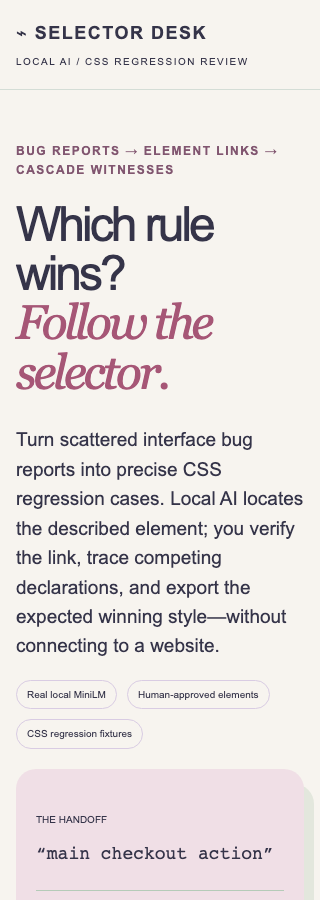 ⌁ SELECTOR DESK
LOCAL AI / CSS REGRESSION REVIEW
BUG REPORTS → ELEMENT LINKS →
CASCADE WITNESSES
Which rule
wins?
Follow the
selector.
Turn scattered interface bug
reports into precise CSS
regression cases. Local AI locates
the described element; you verify
the link, trace competing
declarations, and export the
expected winning style—without
connecting to a website.
Real local MiniLM
Human-approved elements
CSS regression fixtures
THE HANDOFF
“main checkout action”